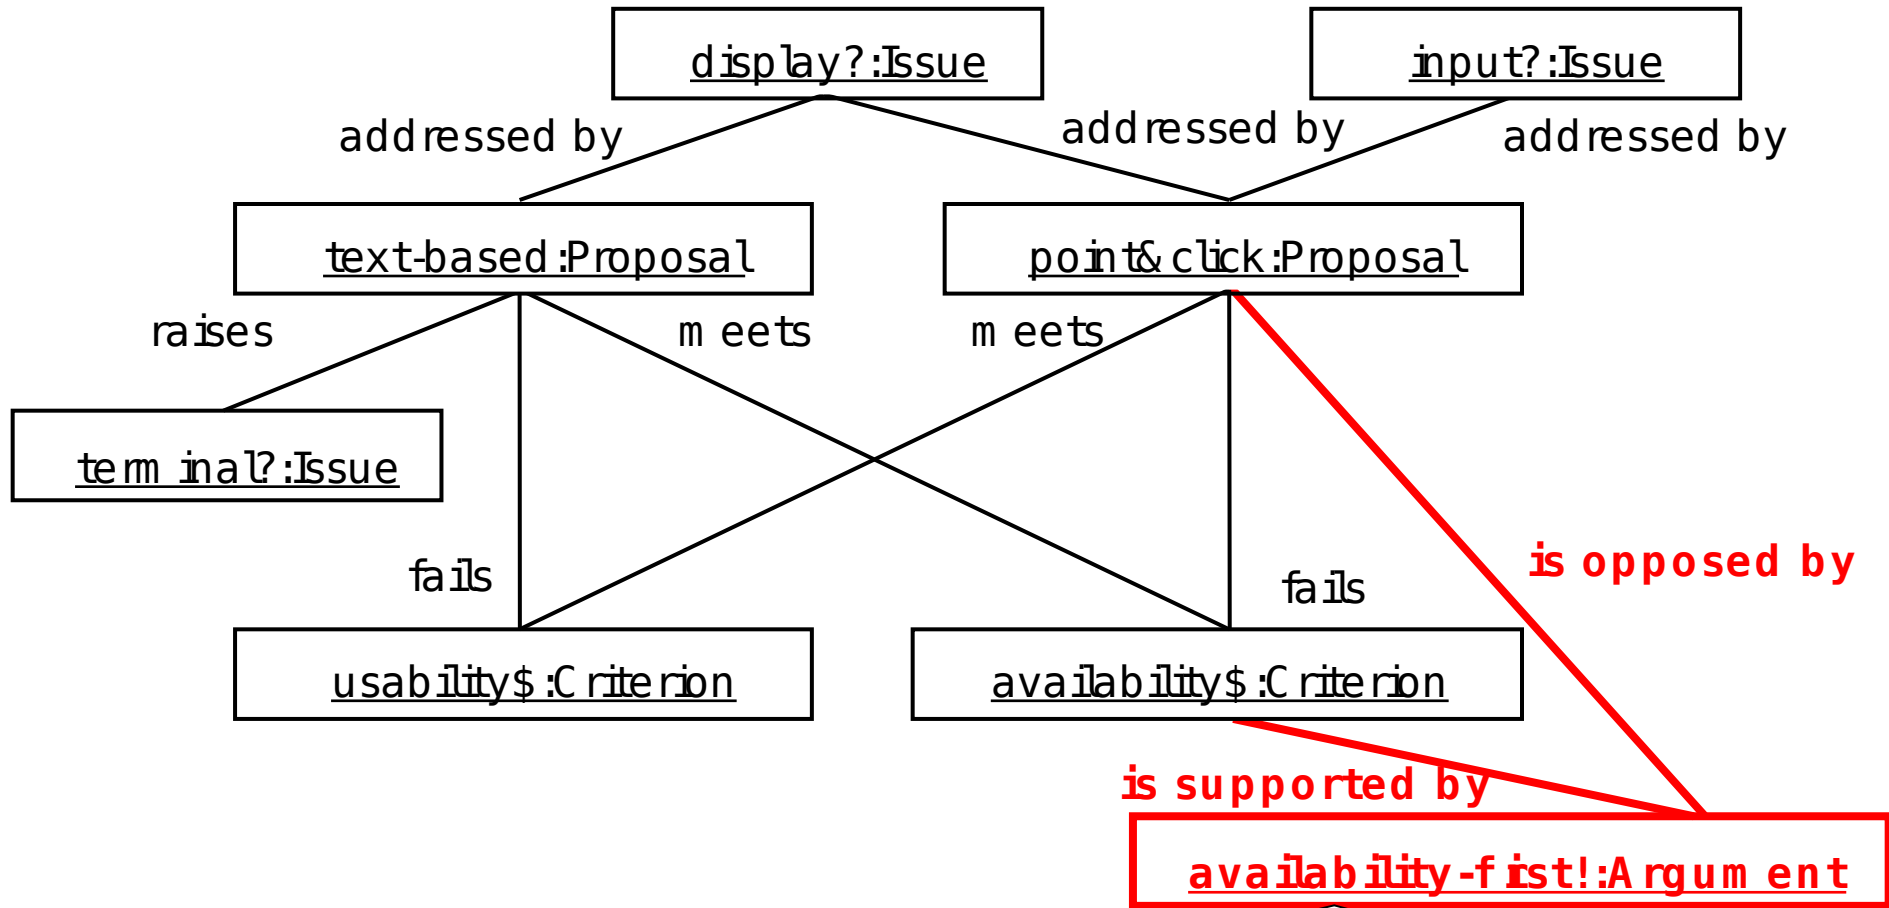 display?:Issue
input?:Issue
addressed by
addressed by
addressed by
text-based:Proposal
point&click:Proposal
raises
meets
meets
terminal?:Issue
fails
is opposed by
fails
usability$:Criterion
availability$:Criterion
is supported by
availability-first!:Argument